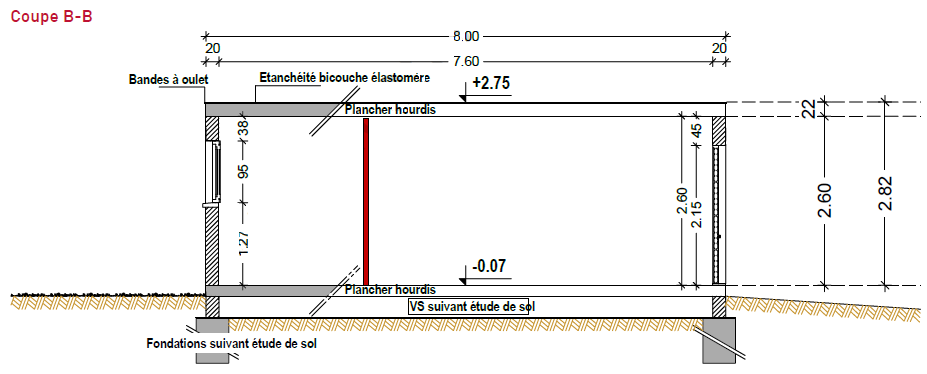 Coupe B-B
8.00
20
7.60
20
Bandes à oulet
Etanchéité bicouche élastomére
+2.75
Plancher hourdis
22
38
45
95
2.60
2.15
2.60
2.82
1.27
-0.07
Plancher hourdis
VS suivant étude de sol
Fondations suivant étude de sol